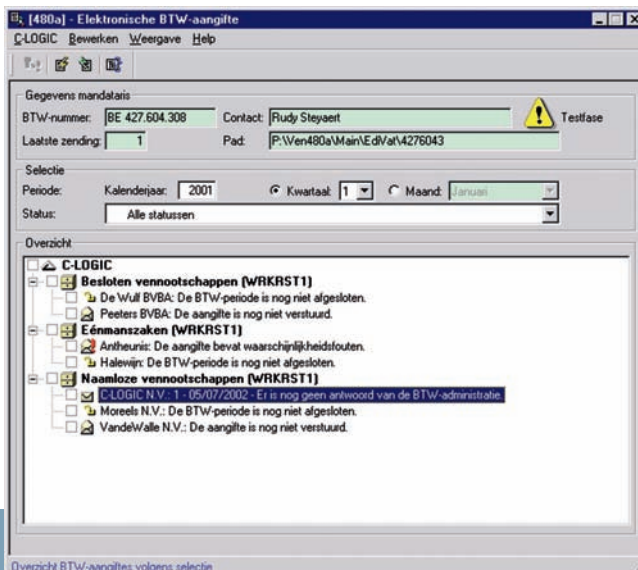 [480a] - Elektronische BTW-aangifte
C-LOGIC Bewerken Weergave Help
Gegevens mandataris
BTW-nummer: BE 427.604.308 Contact: Rudy Steyaert Testfase
Laatste zending: 1 Pad: P:\Ven480a\Main\EdiVat\4276043
Selectie
Periode: Kalenderjaar: 2001 Kwartaal: 1 Maand: Januari
Status: Alle statussen
Overzicht
C-LOGIC
Besloten vennootschappen (WRKRST1)
De Wulf BVBA: De BTW-periode is nog niet afgesloten.
Peeters BVBA: De aangifte is nog niet verstuurd.
Eénmanszaken (WRKRST1)
Antheunis: De aangifte bevat waarschijnlijkheidsfouten.
Halewijn: De BTW-periode is nog niet afgesloten.
Naamloze vennootschappen (WRKRST1)
C-LOGIC N.V.: 1 - 05/07/2002 - Er is nog geen antwoord van de BTW-administratie.
Moreels N.V.: De BTW-periode is nog niet afgesloten.
VandeWalle N.V.: De aangifte is nog niet verstuurd.
Overzicht BTW-aangiftes volgens selectie